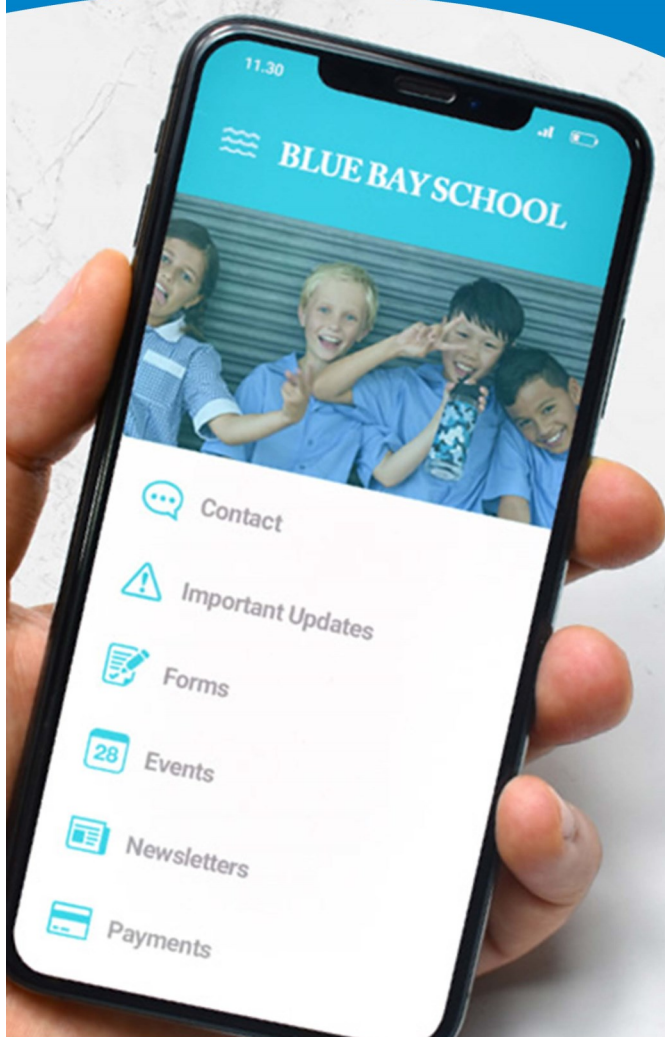 11.30
BLUE BAY SCHOOL
Contact
Important Updates
Forms
28
Events
Newsletters
Payments